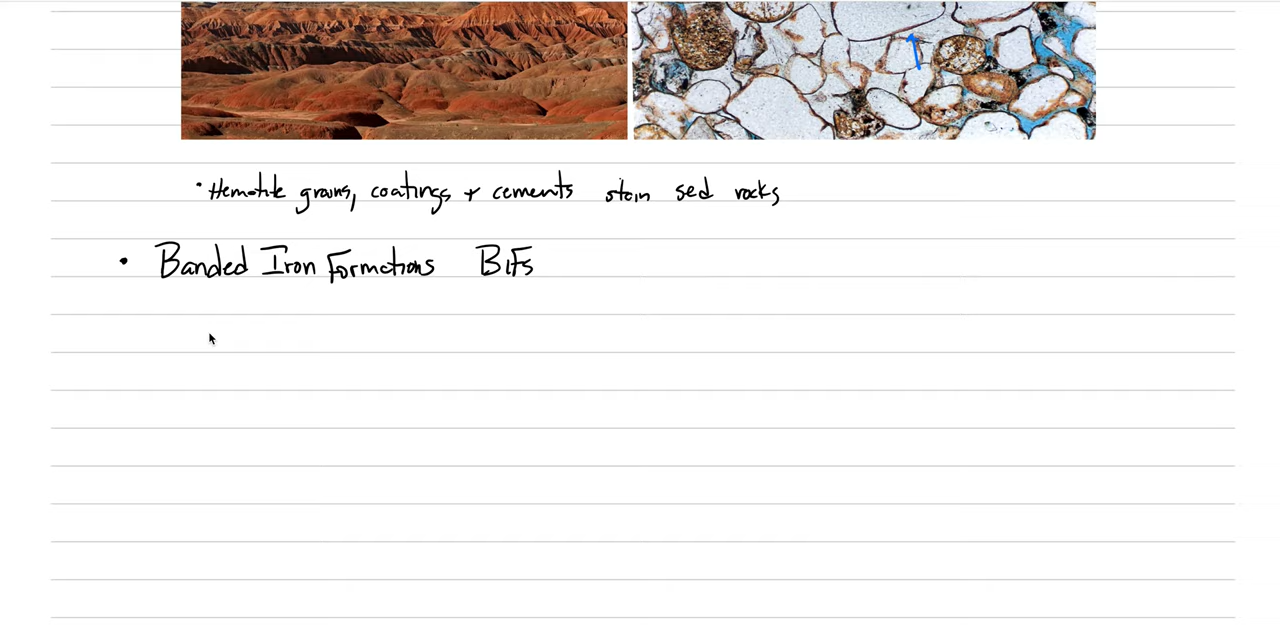 • Hematite grains, coatings + cements stain sed rocks
• Banded Iron Formations BIFs